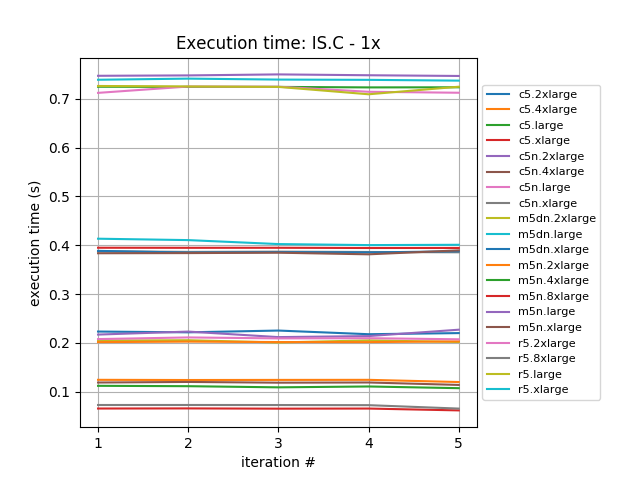 Execution time: IS.C - 1x
execution time (s)
0.7
0.6
0.5
0.4
0.3
0.2
0.1
1 2 3 4 5
iteration #
c5.2xlarge
c5.4xlarge
c5.large
c5.xlarge
c5n.2xlarge
c5n.4xlarge
c5n.large
c5n.xlarge
m5dn.2xlarge
m5dn.large
m5dn.xlarge
m5n.2xlarge
m5n.4xlarge
m5n.8xlarge
m5n.large
m5n.xlarge
r5.2xlarge
r5.8xlarge
r5.large
r5.xlarge